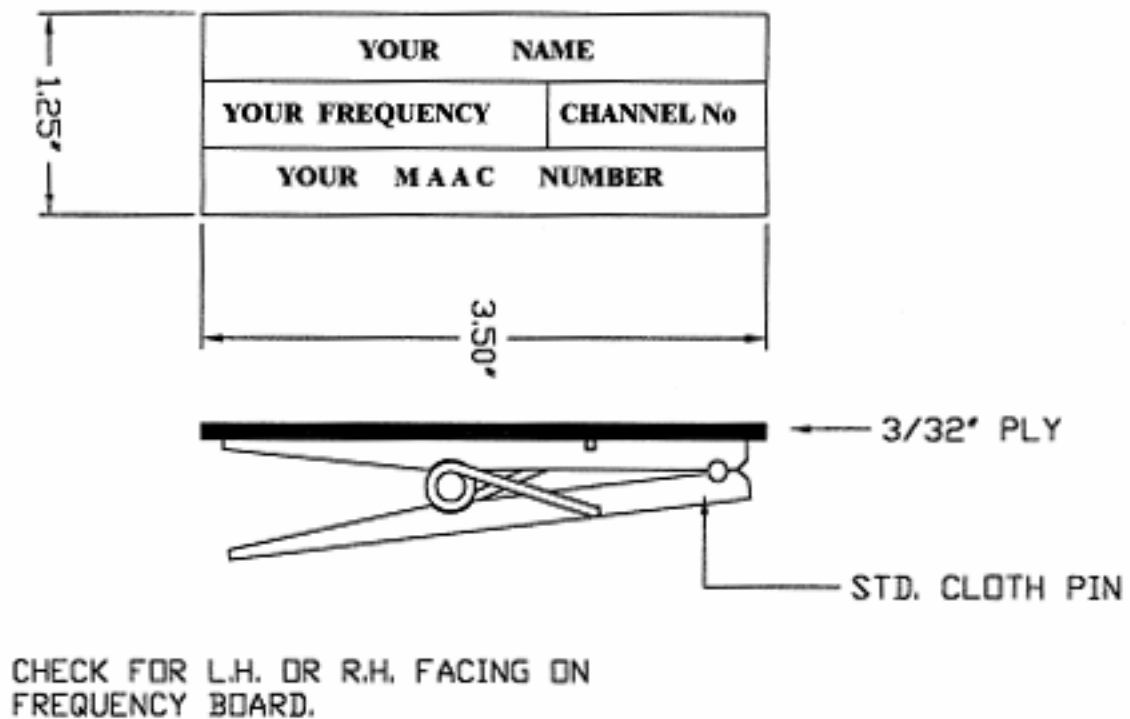 YOUR NAME
1.25"
YOUR FREQUENCY CHANNEL No
YOUR M A A C NUMBER
3.50"
3/32" PLY
STD. CLOTH PIN
CHECK FOR L.H. OR R.H. FACING ON
FREQUENCY BOARD.